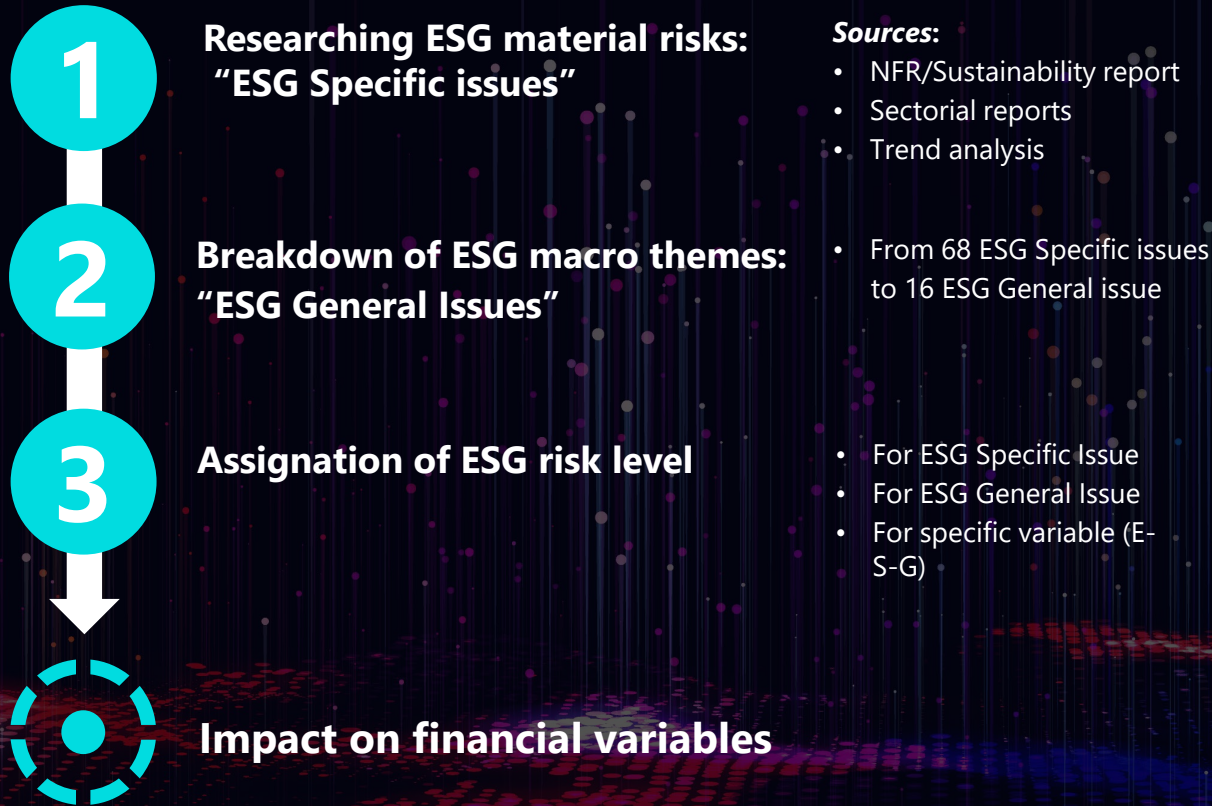 1
Researching ESG material risks:
“ESG Specific issues”
Sources:
• NFR/Sustainability report
• Sectorial reports
• Trend analysis
2
Breakdown of ESG macro themes:
“ESG General Issues”
• From 68 ESG Specific issues
to 16 ESG General issue
3
Assignation of ESG risk level
• For ESG Specific Issue
• For ESG General Issue
• For specific variable (E-
S-G)
Impact on financial variables